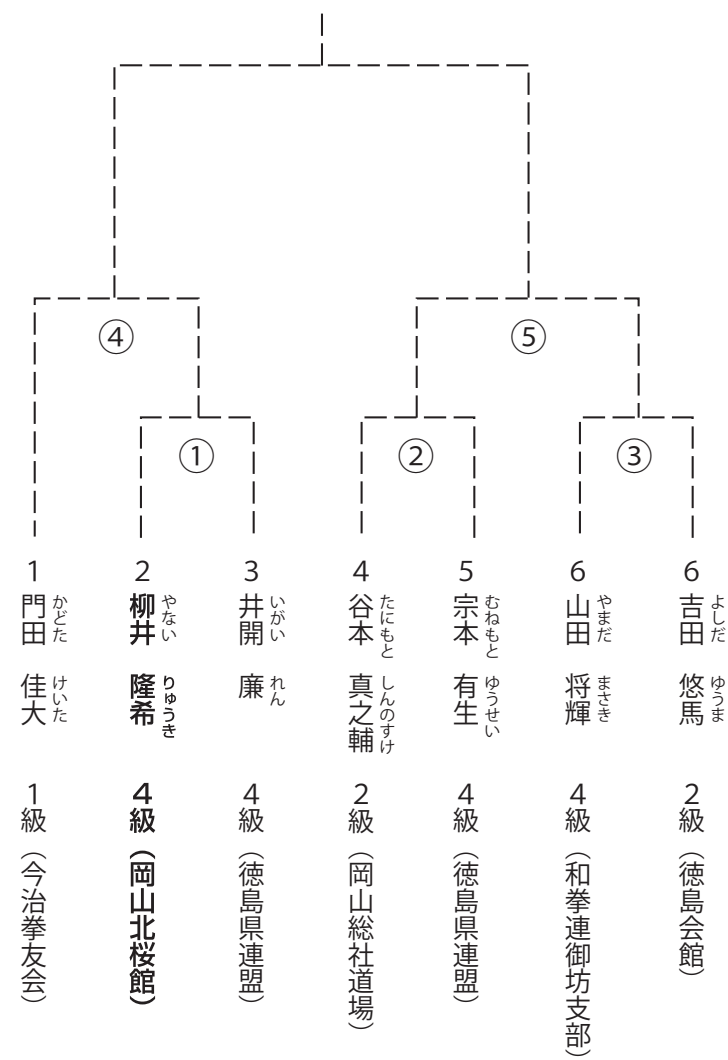 ④
⑤
①
②
③
1
門田 佳大
かどた けいた
1級 (今治拳友会)
2
柳井 隆希
やない りゅうき
4級 (岡山北桜館)
3
井開 廉
いがい れん
4級 (徳島県連盟)
4
谷本 真之輔
たにもと しんのすけ
2級 (岡山総社道場)
5
宗本 有生
むねもと ゆうせい
4級 (徳島県連盟)
6
山田 将輝
やまだ まさき
4級 (和拳連御坊支部)
6
吉田 悠馬
よしだ ゆうま
2級 (徳島会館)